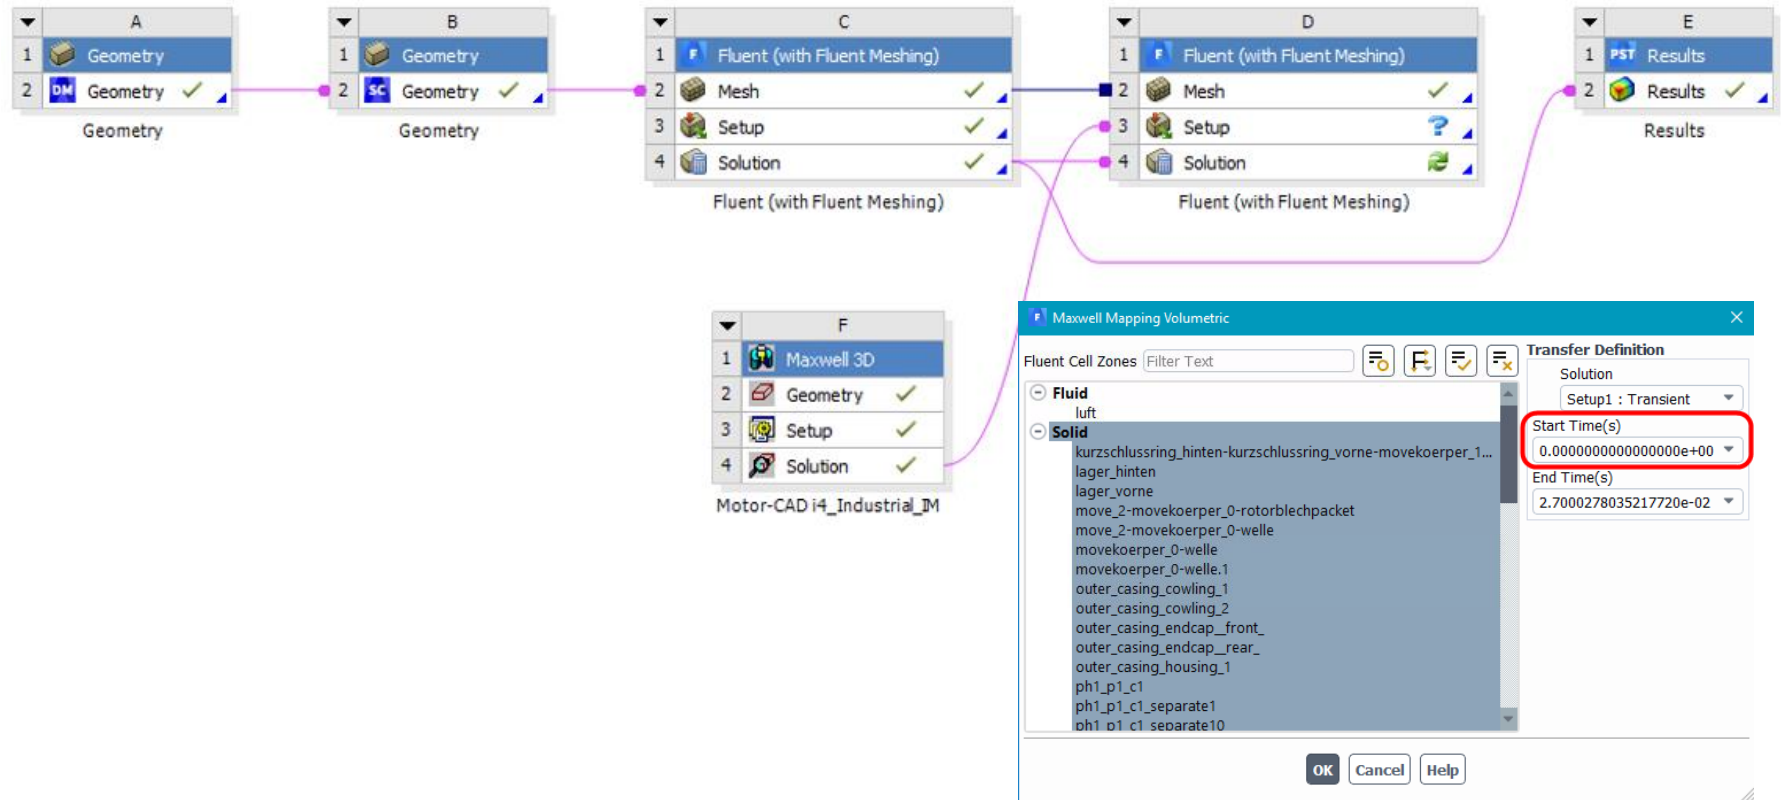 A
1 Geometry
2 DM Geometry
Geometry
B
1 Geometry
2 SC Geometry
Geometry
C
1 F Fluent (with Fluent Meshing)
2 Mesh
3 Setup
4 Solution
Fluent (with Fluent Meshing)
D
1 F Fluent (with Fluent Meshing)
2 Mesh
3 Setup ?
4 Solution
Fluent (with Fluent Meshing)
E
1 PST Results
2 Results
Results
F
1 Maxwell 3D
2 Geometry
3 Setup
4 Solution
Motor-CAD i4_Industrial_IM
F Maxwell Mapping Volumetric
Fluent Cell Zones Filter Text
Fluid
luft
Solid
kurzschlussring_hinten-kurzschlussring_vorne-movekoerper_1...
lager_hinten
lager_vorne
move_2-movekoerper_0-rotorblechpacket
move_2-movekoerper_0-welle
movekoerper_0-welle
movekoerper_0-welle.1
outer_casing_cowling_1
outer_casing_cowling_2
outer_casing_endcap__front_
outer_casing_endcap__rear_
outer_casing_housing_1
ph1_p1_c1
ph1_p1_c1_separate1
ph1_p1_c1_separate10
Transfer Definition
Solution
Setup1 : Transient
Start Time(s)
0.0000000000000000e+00
End Time(s)
2.7000278035217720e-02
OK Cancel Help